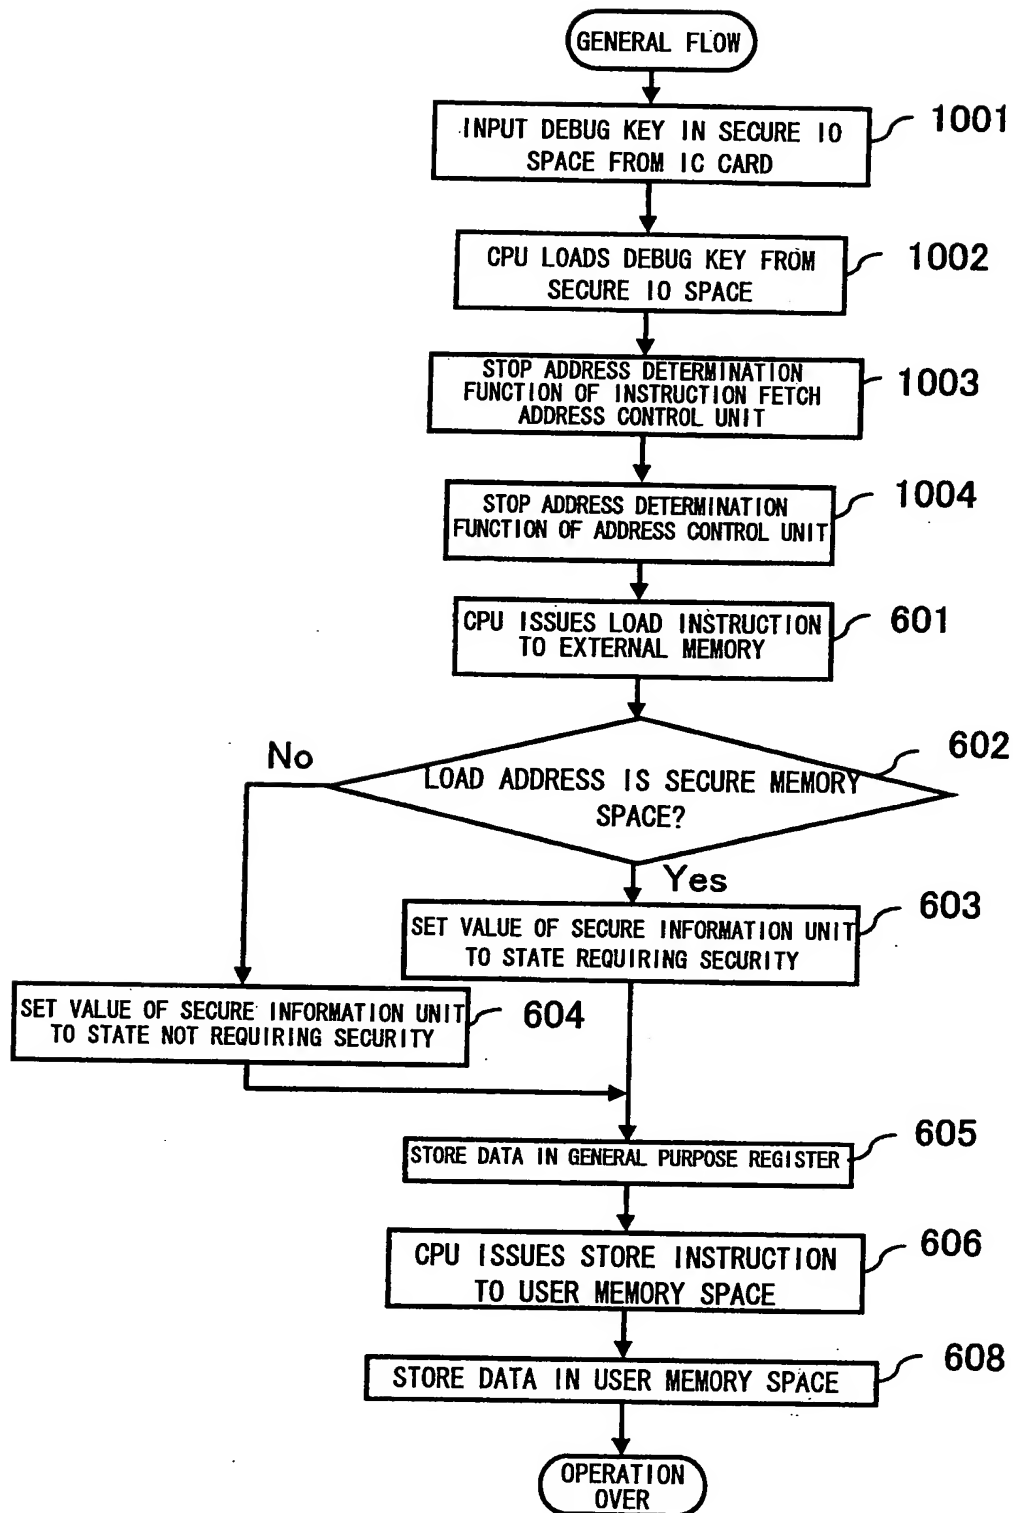 GENERAL FLOW
INPUT DEBUG KEY IN SECURE IO
SPACE FROM IC CARD
1001
CPU LOADS DEBUG KEY FROM
SECURE IO SPACE
1002
STOP ADDRESS DETERMINATION
FUNCTION OF INSTRUCTION FETCH
ADDRESS CONTROL UNIT
1003
STOP ADDRESS DETERMINATION
FUNCTION OF ADDRESS CONTROL UNIT
1004
CPU ISSUES LOAD INSTRUCTION
TO EXTERNAL MEMORY
601
LOAD ADDRESS IS SECURE MEMORY
SPACE?
602
No
Yes
SET VALUE OF SECURE INFORMATION UNIT
TO STATE REQUIRING SECURITY
603
SET VALUE OF SECURE INFORMATION UNIT
TO STATE NOT REQUIRING SECURITY
604
STORE DATA IN GENERAL PURPOSE REGISTER
605
CPU ISSUES STORE INSTRUCTION
TO USER MEMORY SPACE
606
STORE DATA IN USER MEMORY SPACE
608
OPERATION
OVER